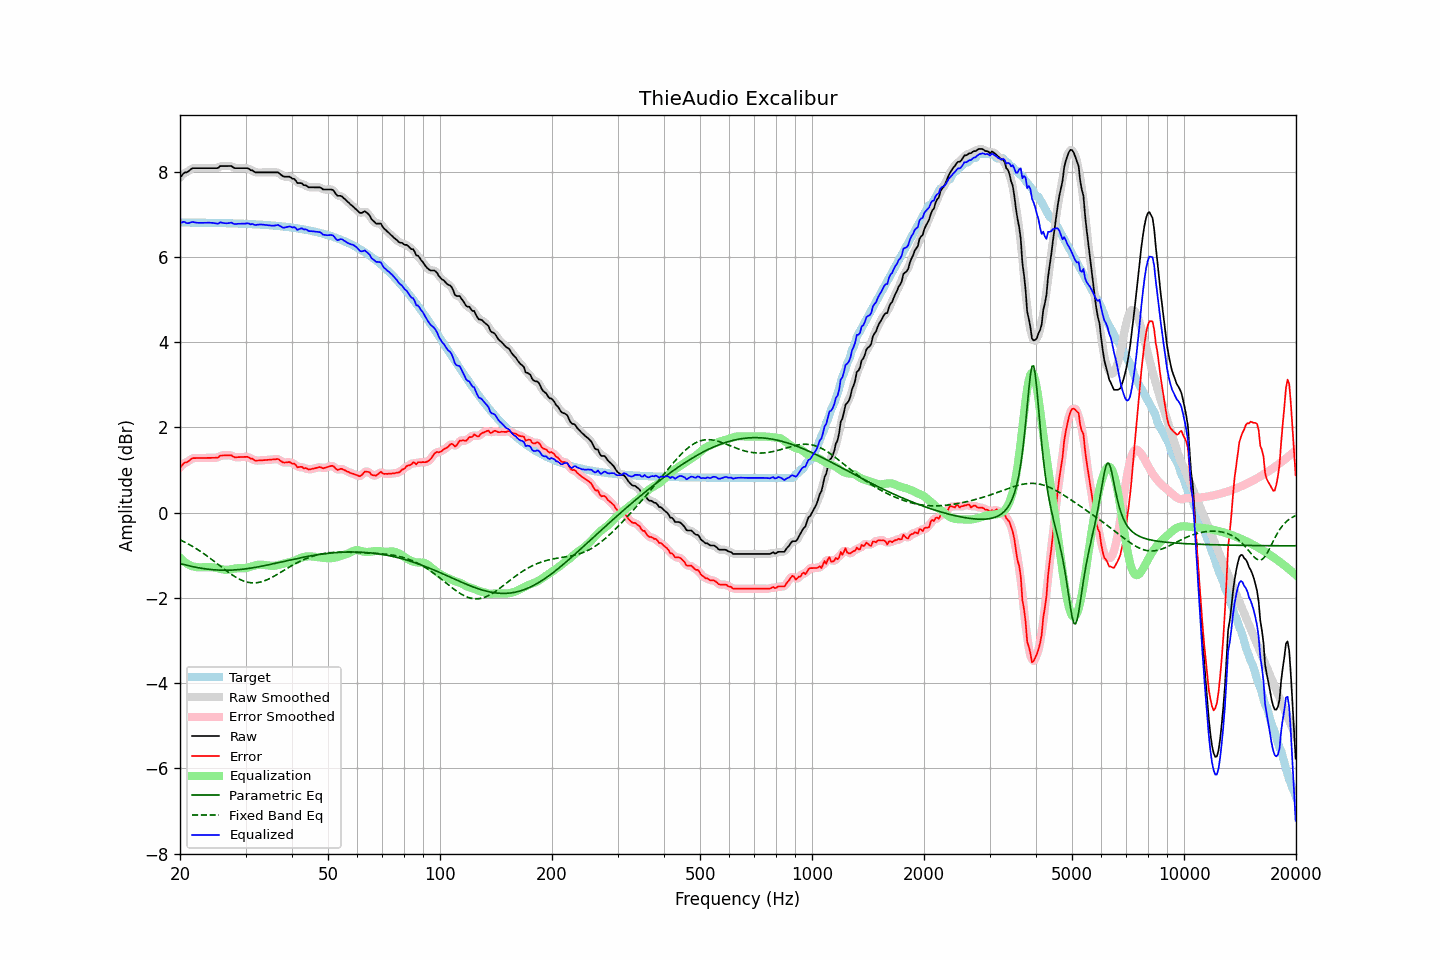 ThieAudio Excalibur
Amplitude (dBr)
8
6
4
2
0
−2
−4
−6
−8
Target
Raw Smoothed
Error Smoothed
Raw
Error
Equalization
Parametric Eq
Fixed Band Eq
Equalized
20 50 100 200 500 1000 2000 5000 10000 20000
Frequency (Hz)